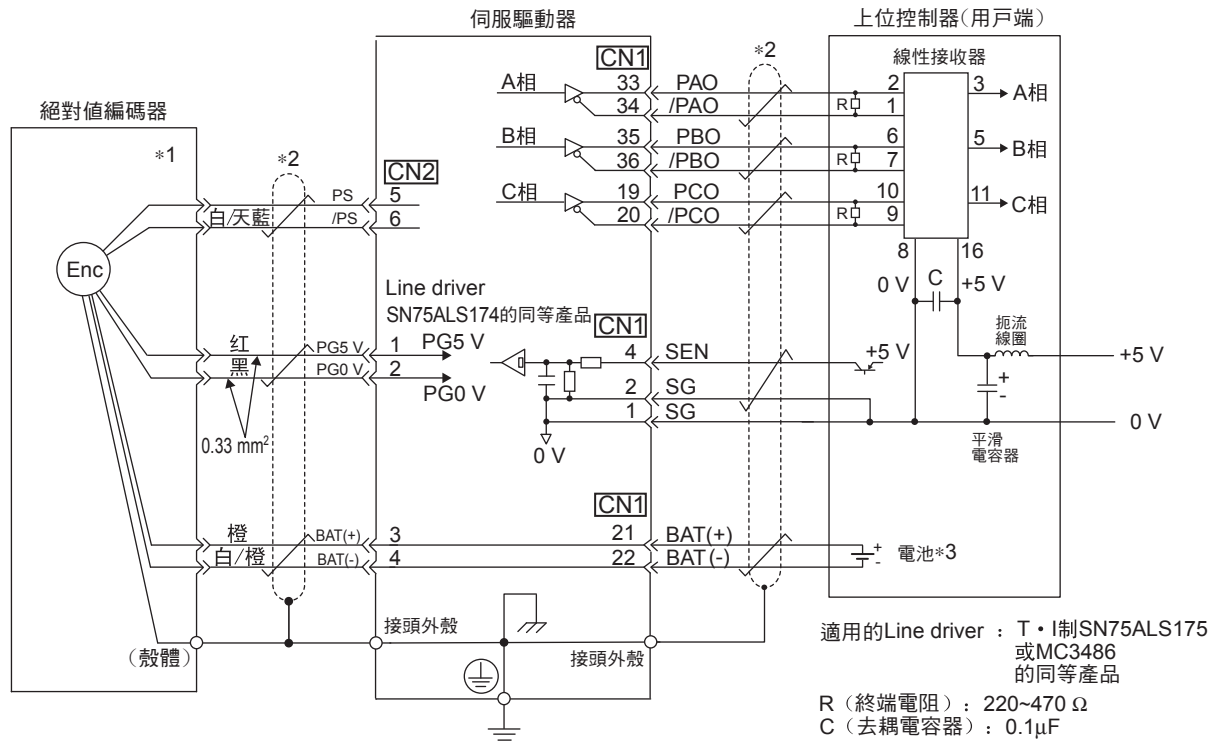 伺服驅動器
上位控制器(用戶端)
絕對值編碼器
*1
*2
CN2
PS
5
白/天藍
/PS
6
Enc
红
PG5 V
1
PG5 V
黑
PG0 V
2
PG0 V
0.33 mm²
Line driver
SN75ALS174的同等產品
橙
BAT(+)
3
白/橙
BAT(-)
4
(殼體)
接頭外殼
接頭外殼
CN1
*2
A相
33
PAO
34
/PAO
B相
35
PBO
36
/PBO
C相
19
PCO
20
/PCO
CN1
4
SEN
2
SG
1
SG
0 V
CN1
21
BAT(+)
22
BAT(-)
線性接收器
R
2
1
3
A相
R
6
7
5
B相
R
10
9
11
C相
8
16
0 V
C
+5 V
+5 V
扼流
線圈
+5 V
+
-
0 V
平滑
電容器
+
-
電池*3
適用的Line driver : T・I制SN75ALS175
或MC3486
的同等產品
R(終端電阻): 220~470 Ω
C(去耦電容器): 0.1μF